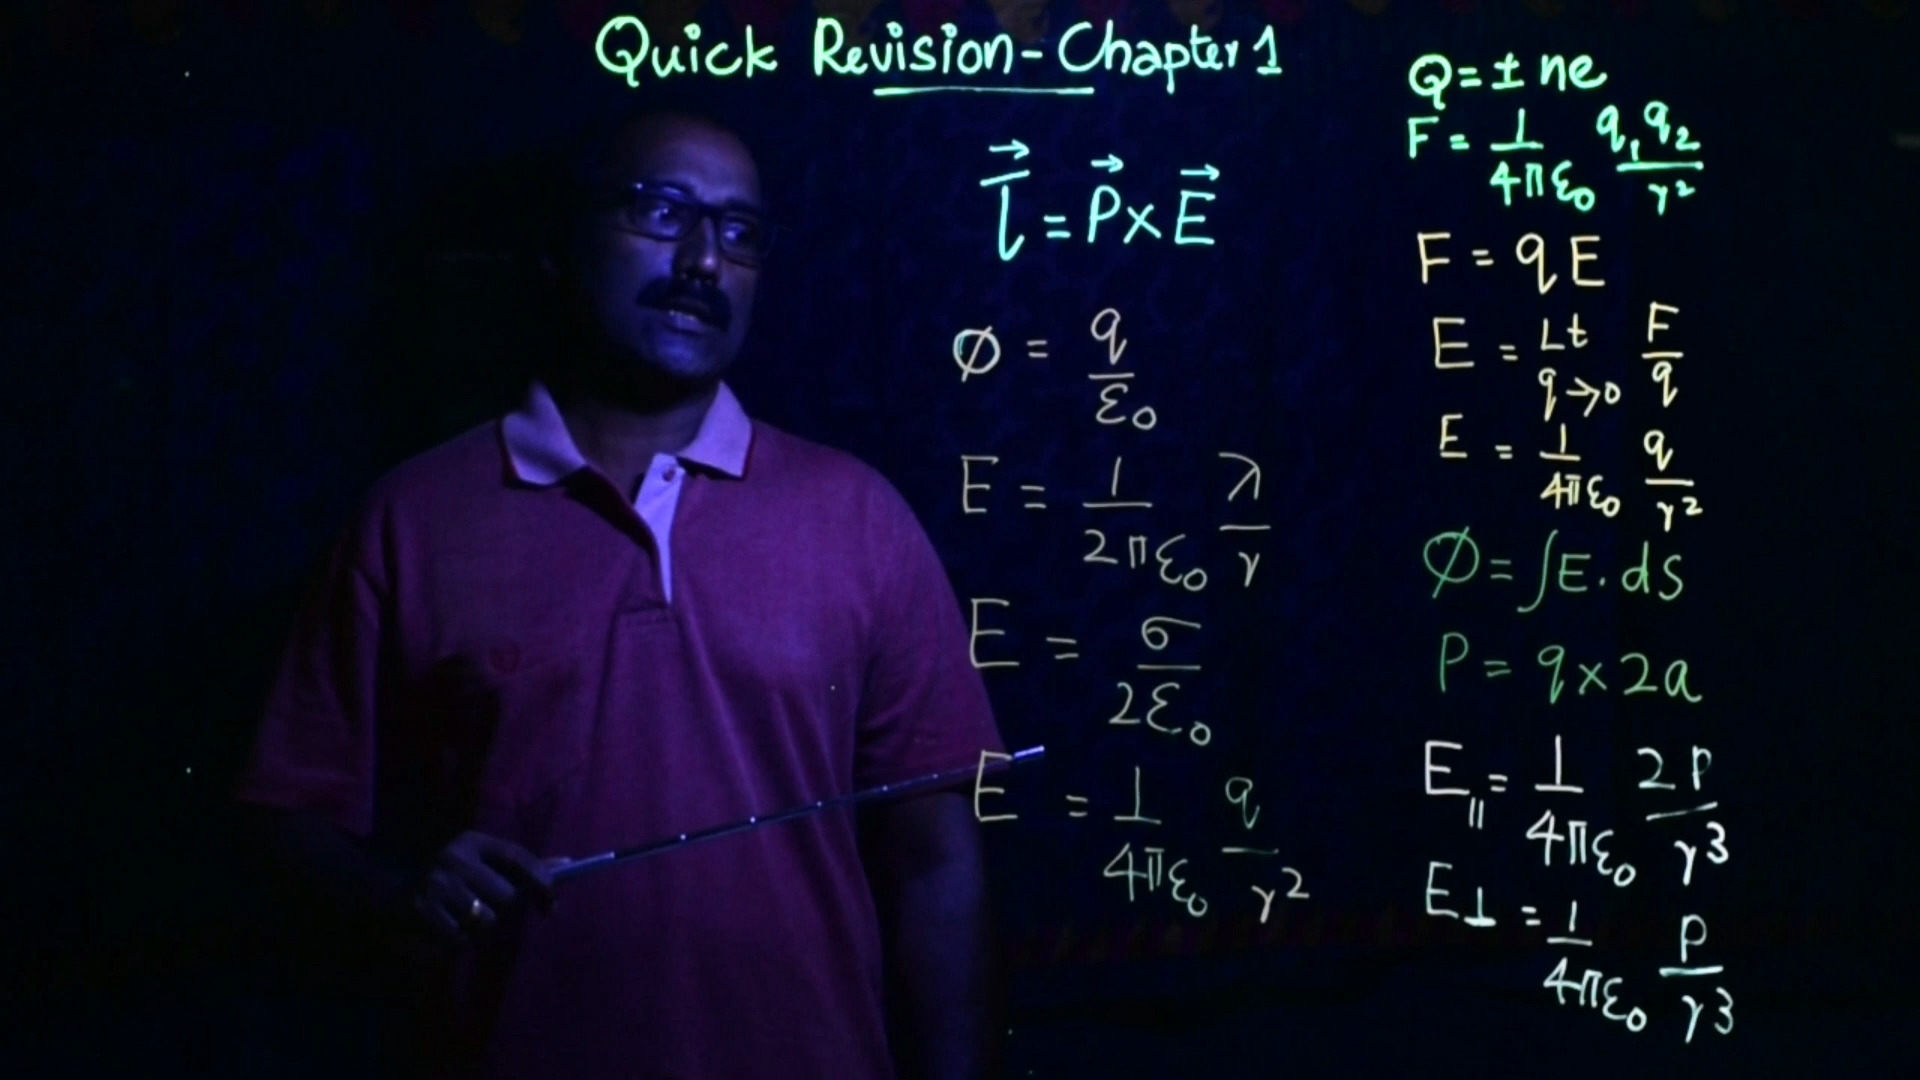 Quick Revision - Chapter 1
τ⃗ = P⃗ x E⃗
Ø = q/ε₀
E = 1/2πε₀ λ/r
E = σ/2ε₀
E = 1/4πε₀ q/r²
Q = ± ne
F = 1/4πε₀ q₁q₂/r²
F = qE
E = Lt q→0 F/q
E = 1/4πε₀ q/r²
Ø = ∫E. ds
P = q x 2a
E∥ = 1/4πε₀ 2P/r³
E⊥ = 1/4πε₀ P/r³